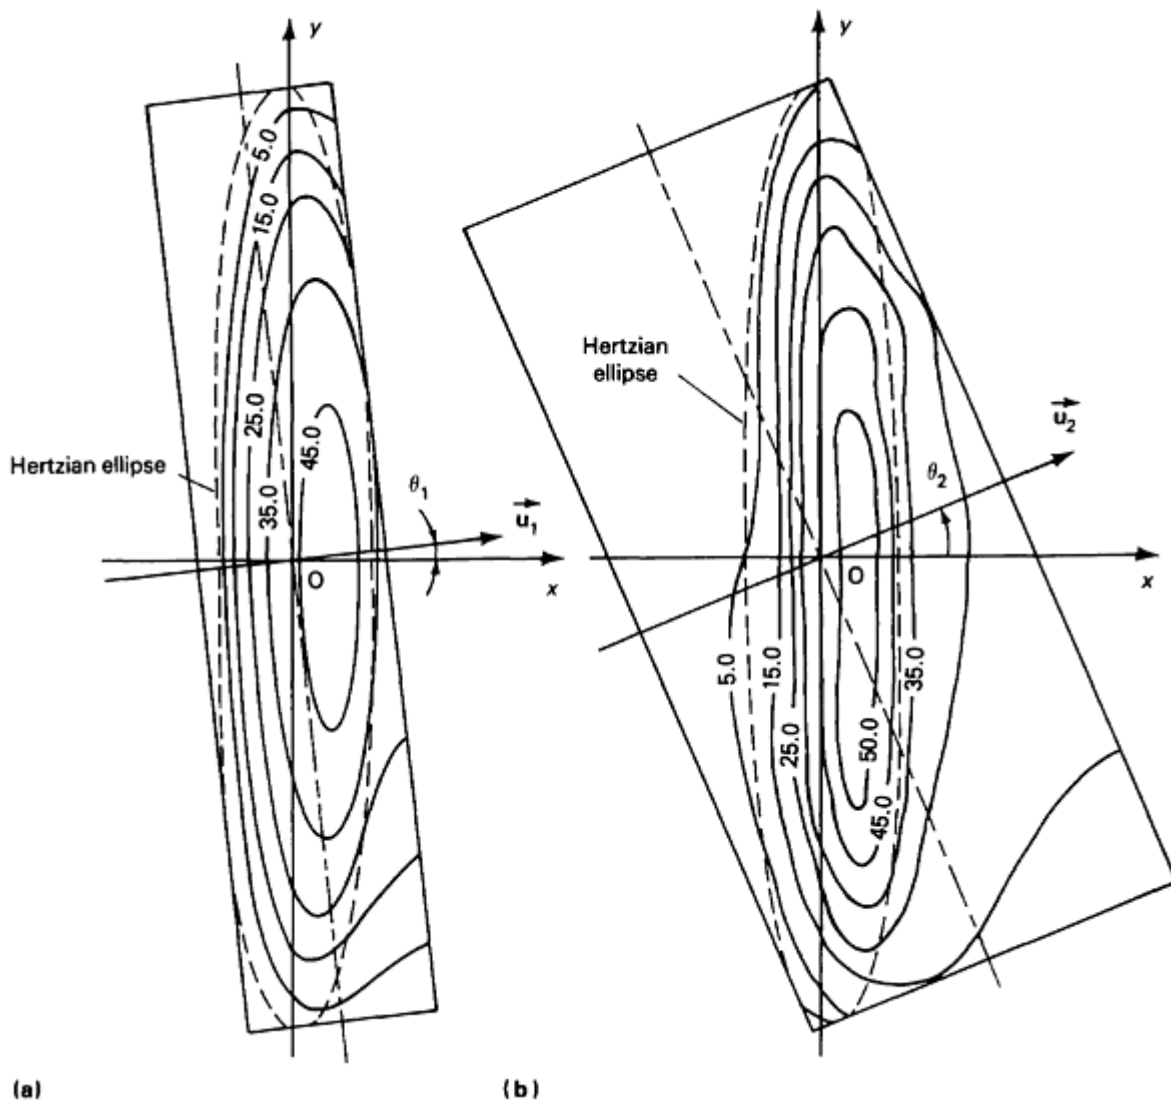 y
5.0
15.0
25.0
45.0
35.0
Hertzian ellipse
θ1
u1
O
x
(a)
y
Hertzian
ellipse
u2
θ2
O
x
5.0
15.0
35.0
25.0
50.0
45.0
(b)